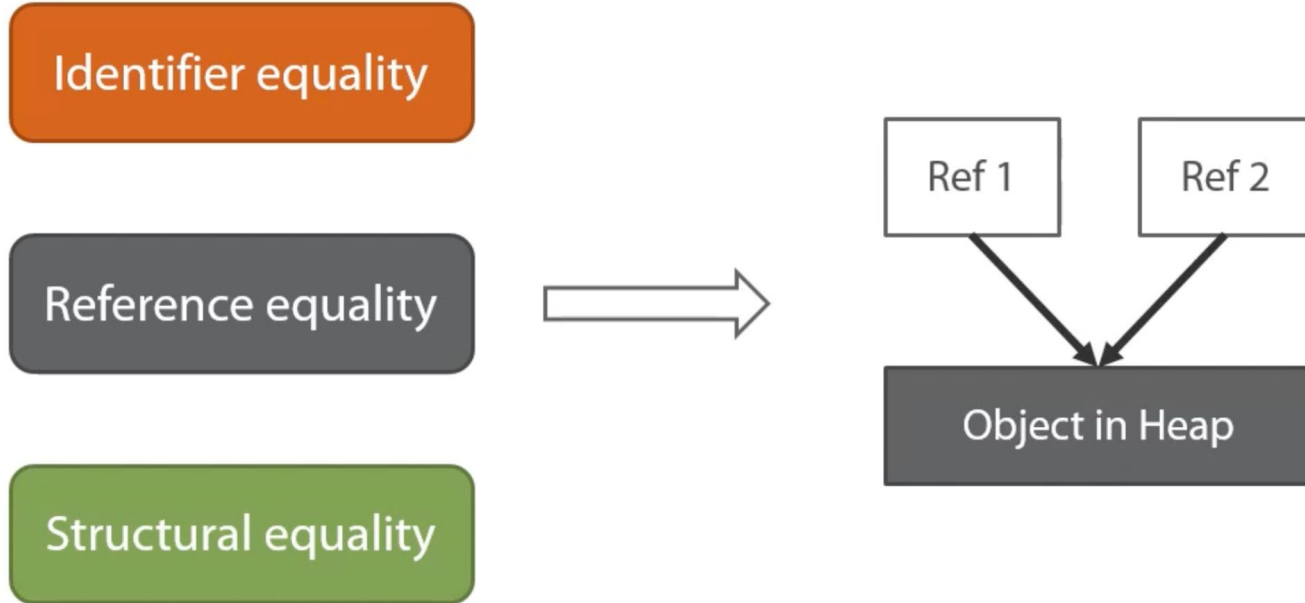 Identifier equality
Reference equality
Structural equality
Ref 1
Ref 2
Object in Heap